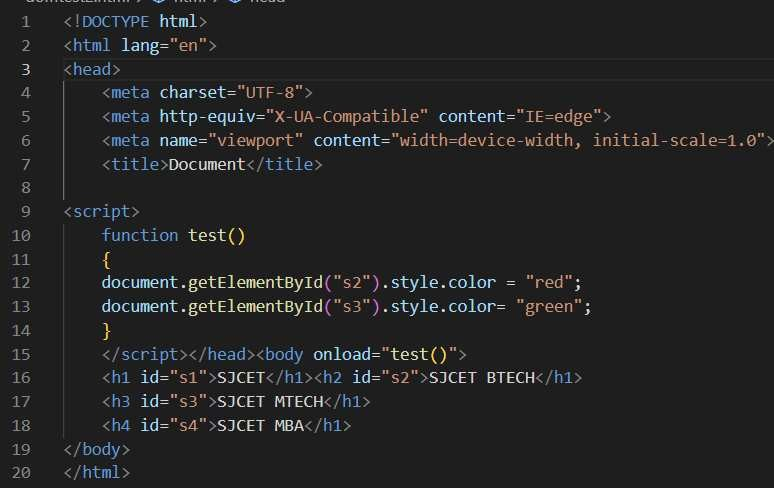 html
head
1 <!DOCTYPE html>
2 <html lang="en">
3 <head>
4     <meta charset="UTF-8">
5     <meta http-equiv="X-UA-Compatible" content="IE=edge">
6     <meta name="viewport" content="width=device-width, initial-scale=1.0">
7     <title>Document</title>
8
9 <script>
10     function test()
11     {
12     document.getElementById("s2").style.color = "red";
13     document.getElementById("s3").style.color= "green";
14     }
15     </script></head><body onload="test()">
16     <h1 id="s1">SJCET</h1><h2 id="s2">SJCET BTECH</h1>
17     <h3 id="s3">SJCET MTECH</h1>
18     <h4 id="s4">SJCET MBA</h1>
19 </body>
20 </html>